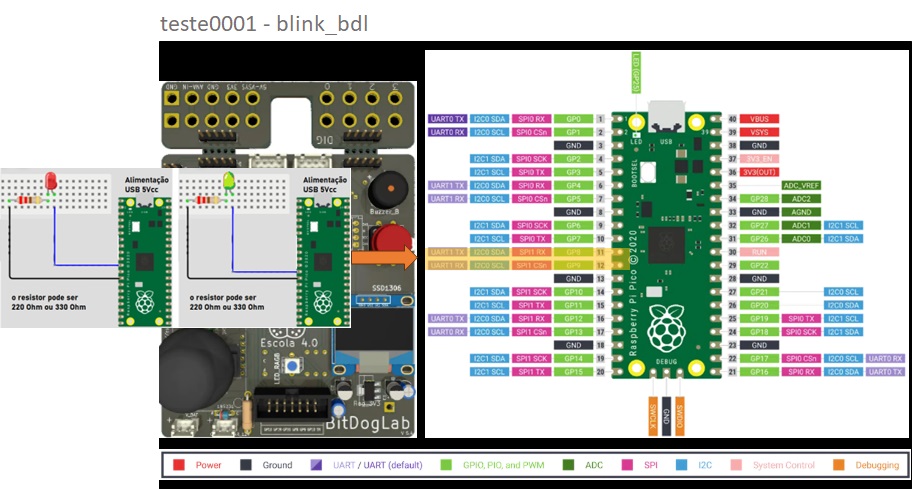 teste0001 - blink_bdl
LED (GP25)
GND AGND AMA-IN 3V3 5V-VSYS 0 1 2 3
DIG
Alimentação
USB 5Vcc
o resistor pode ser
220 Ohm ou 330 Ohm
Alimentação
USB 5Vcc
o resistor pode ser
220 Ohm ou 330 Ohm
Buzzer_B
SSD1306
Escola 4.0
LED_RAGB
BitDogLab
LED USB
BOOTSEL
Raspberry Pi Pico © 2020
DEBUG
UART0 TX I2C0 SDA SPI0 RX GP0 1
UART0 RX I2C0 SCL SPI0 CSn GP1 2
GND 3
I2C1 SDA SPI0 SCK GP2 4
I2C1 SCL SPI0 TX GP3 5
UART1 TX I2C0 SDA SPI0 RX GP4 6
UART1 RX I2C0 SCL SPI0 CSn GP5 7
GND 8
I2C1 SDA SPI0 SCK GP6 9
I2C1 SCL SPI0 TX GP7 10
UART1 TX I2C0 SDA SPI1 RX GP8 11
UART1 RX I2C0 SCL SPI1 CSn GP9 12
GND 13
I2C1 SDA SPI1 SCK GP10 14
I2C1 SCL SPI1 TX GP11 15
UART0 TX I2C0 SDA SPI1 RX GP12 16
UART0 RX I2C0 SCL SPI1 CSn GP13 17
GND 18
I2C1 SDA SPI1 SCK GP14 19
I2C1 SCL SPI1 TX GP15 20
40 VBUS
39 VSYS
38 GND
37 3V3_EN
36 3V3(OUT)
35 ADC_VREF
34 GP28 ADC2
33 GND AGND
32 GP27 ADC1 I2C1 SCL
31 GP26 ADC0 I2C1 SDA
30 RUN
29 GP22
28 GND
27 GP21 I2C0 SCL
26 GP20 I2C0 SDA
25 GP19 SPI0 TX I2C1 SCL
24 GP18 SPI0 SCK I2C1 SDA
23 GND
22 GP17 SPI0 CSn I2C0 SCL UART0 RX
21 GP16 SPI0 RX I2C0 SDA UART0 TX
SWCLK GND SWDIO
Power Ground UART / UART (default) GPIO, PIO, and PWM ADC SPI I2C System Control Debugging